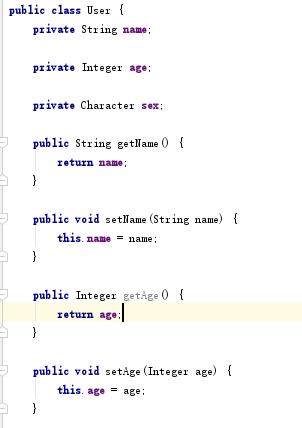 public class User {
    private String name;
    private Integer age;
    private Character sex;
    public String getName() {
        return name;
    }
    public void setName(String name) {
        this.name = name;
    }
    public Integer getAge() {
        return age;
    }
    public void setAge(Integer age) {
        this.age = age;
    }